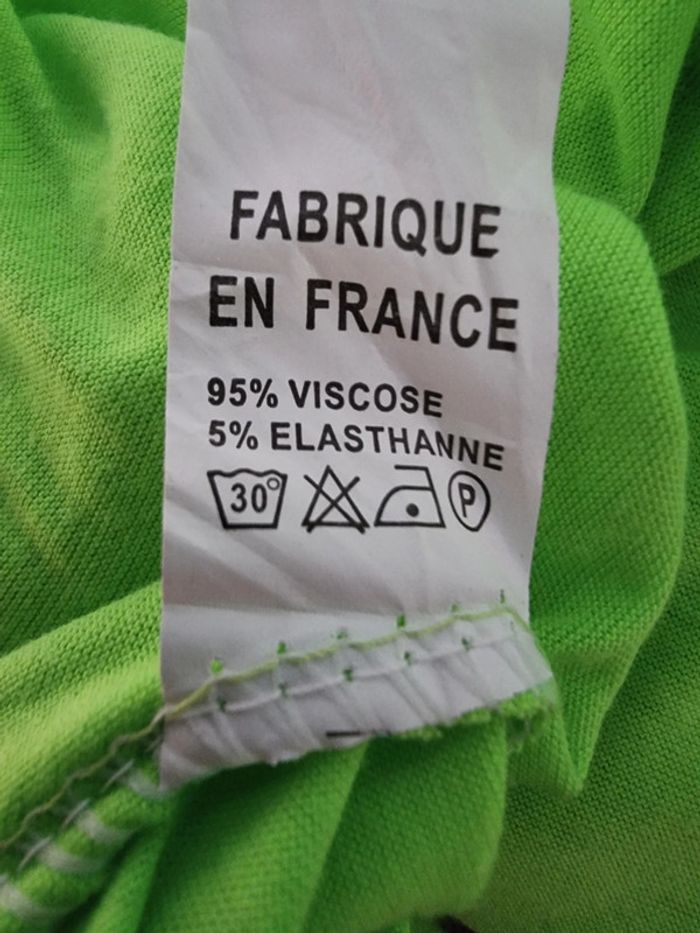 FABRIQUE
EN FRANCE
95% VISCOSE
5% ELASTHANNE
30° P